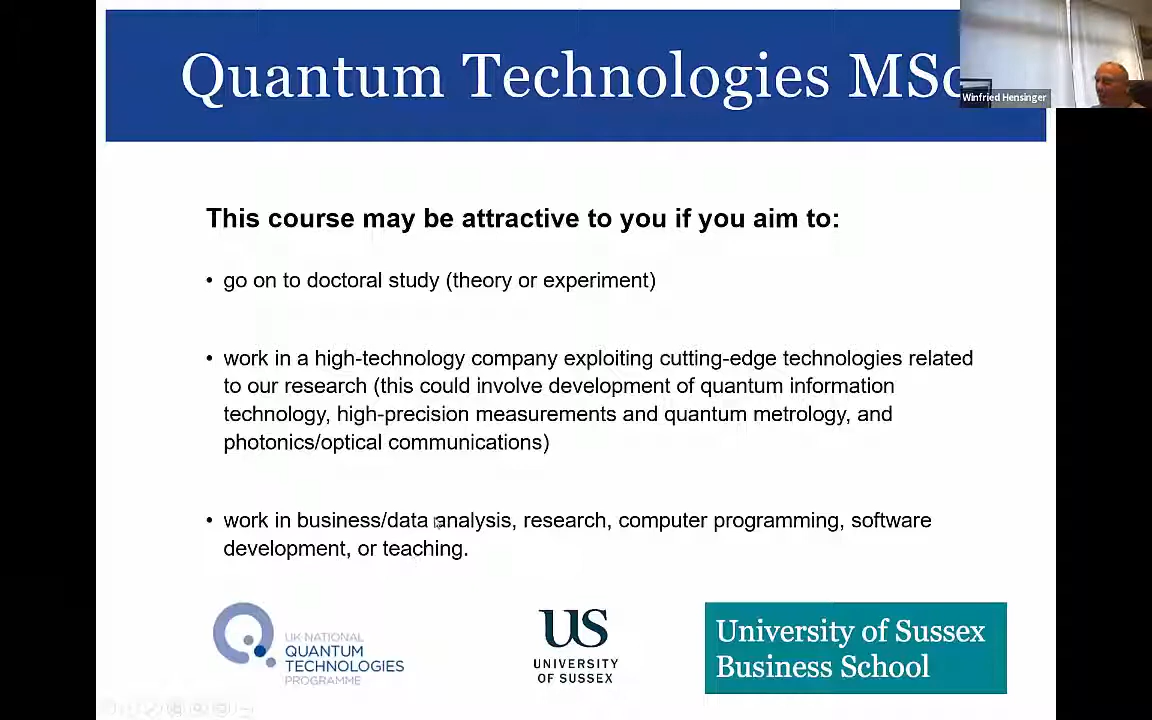 Quantum Technologies MSc
Winfried Hensinger
This course may be attractive to you if you aim to:
• go on to doctoral study (theory or experiment)
• work in a high-technology company exploiting cutting-edge technologies related
to our research (this could involve development of quantum information
technology, high-precision measurements and quantum metrology, and
photonics/optical communications)
• work in business/data analysis, research, computer programming, software
development, or teaching.
UK NATIONAL
QUANTUM
TECHNOLOGIES
PROGRAMME
US
UNIVERSITY
OF SUSSEX
University of Sussex
Business School